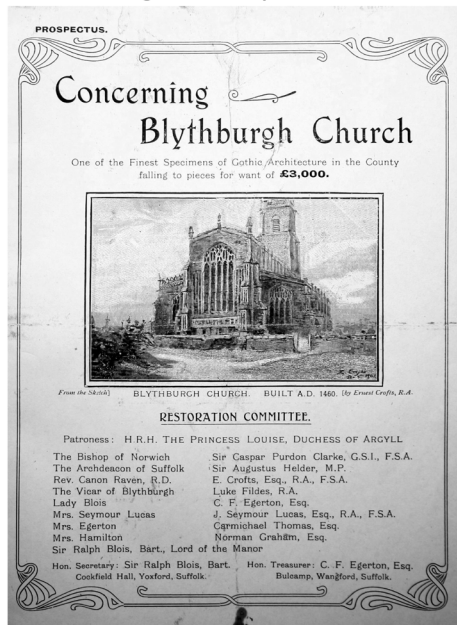 PROSPECTUS.
Concerning
Blythburgh Church
One of the Finest Specimens of Gothic Architecture in the County
falling to pieces for want of £3,000.
From the Sketch] BLYTHBURGH CHURCH. BUILT A.D. 1460. [by Ernest Crofts, R.A.
RESTORATION COMMITTEE.
Patroness: H.R.H. THE PRINCESS LOUISE, DUCHESS OF ARGYLL
The Bishop of Norwich
The Archdeacon of Suffolk
Rev. Canon Raven, R.D.
The Vicar of Blythburgh
Lady Blois
Mrs. Seymour Lucas
Mrs. Egerton
Mrs. Hamilton
Sir Ralph Blois, Bart., Lord of the Manor
Sir Caspar Purdon Clarke, G.S.I., F.S.A.
Sir Augustus Helder, M.P.
E. Crofts, Esq., R.A., F.S.A.
Luke Fildes, R.A.
C. F. Egerton, Esq.
J. Seymour Lucas, Esq., R.A., F.S.A.
Carmichael Thomas, Esq.
Norman Graham, Esq.
Hon. Secretary: Sir Ralph Blois, Bart.
Cockfield Hall, Yoxford, Suffolk.
Hon. Treasurer: C. F. Egerton, Esq.
Bulcamp, Wangford, Suffolk.